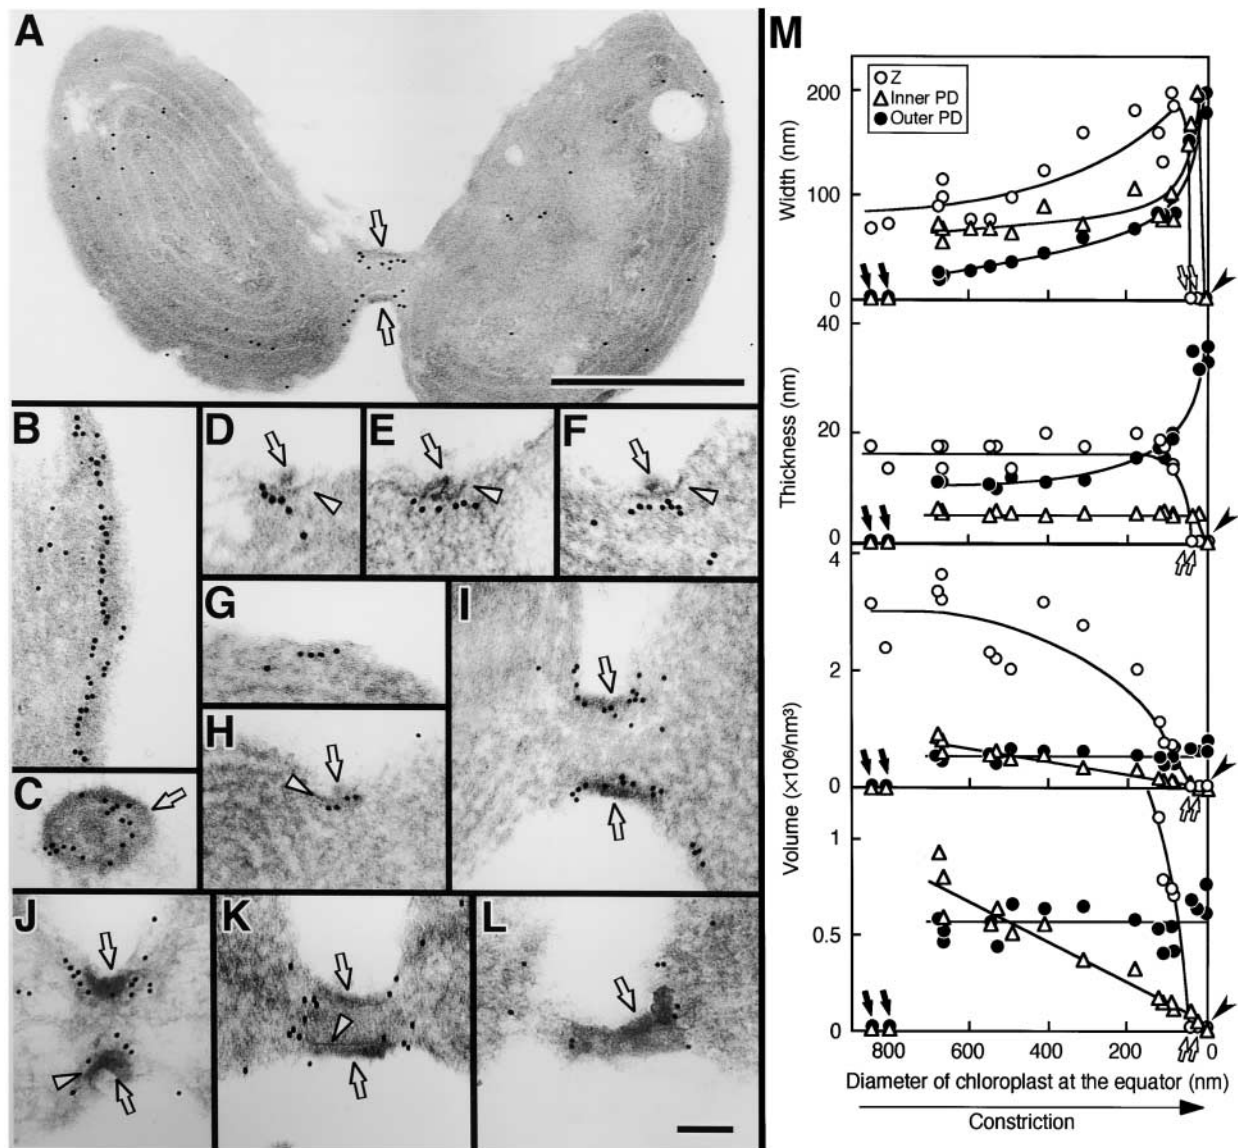 A
B
C
D
E
F
G
H
I
J
K
L
M
Z
Inner PD
Outer PD
Width (nm)
200
100
0
Thickness (nm)
40
20
0
Volume (×10⁶/nm³)
4
2
0
1
0.5
0
800 600 400 200 0
Diameter of chloroplast at the equator (nm)
Constriction